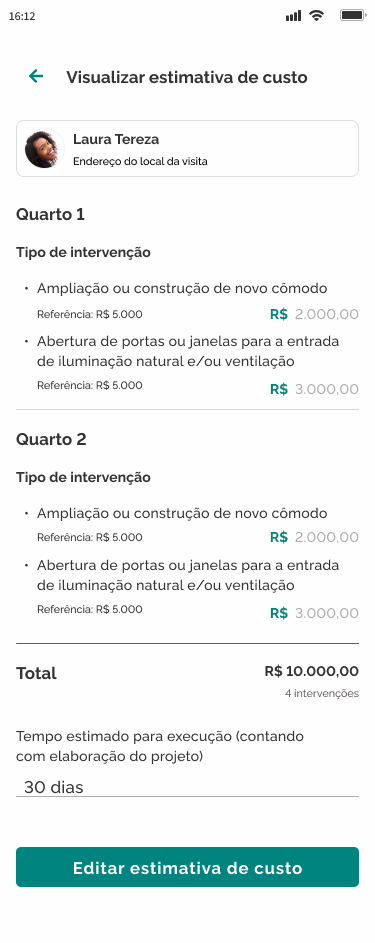 16:12
Visualizar estimativa de custo
Laura Tereza
Endereço do local da visita
Quarto 1
Tipo de intervenção
• Ampliação ou construção de novo cômodo
Referência: R$ 5.000 R$ 2.000,00
• Abertura de portas ou janelas para a entrada
de iluminação natural e/ou ventilação
Referência: R$ 5.000 R$ 3.000,00
Quarto 2
Tipo de intervenção
• Ampliação ou construção de novo cômodo
Referência: R$ 5.000 R$ 2.000,00
• Abertura de portas ou janelas para a entrada
de iluminação natural e/ou ventilação
Referência: R$ 5.000 R$ 3.000,00
Total R$ 10.000,00
4 intervenções
Tempo estimado para execução (contando
com elaboração do projeto)
30 dias
Editar estimativa de custo